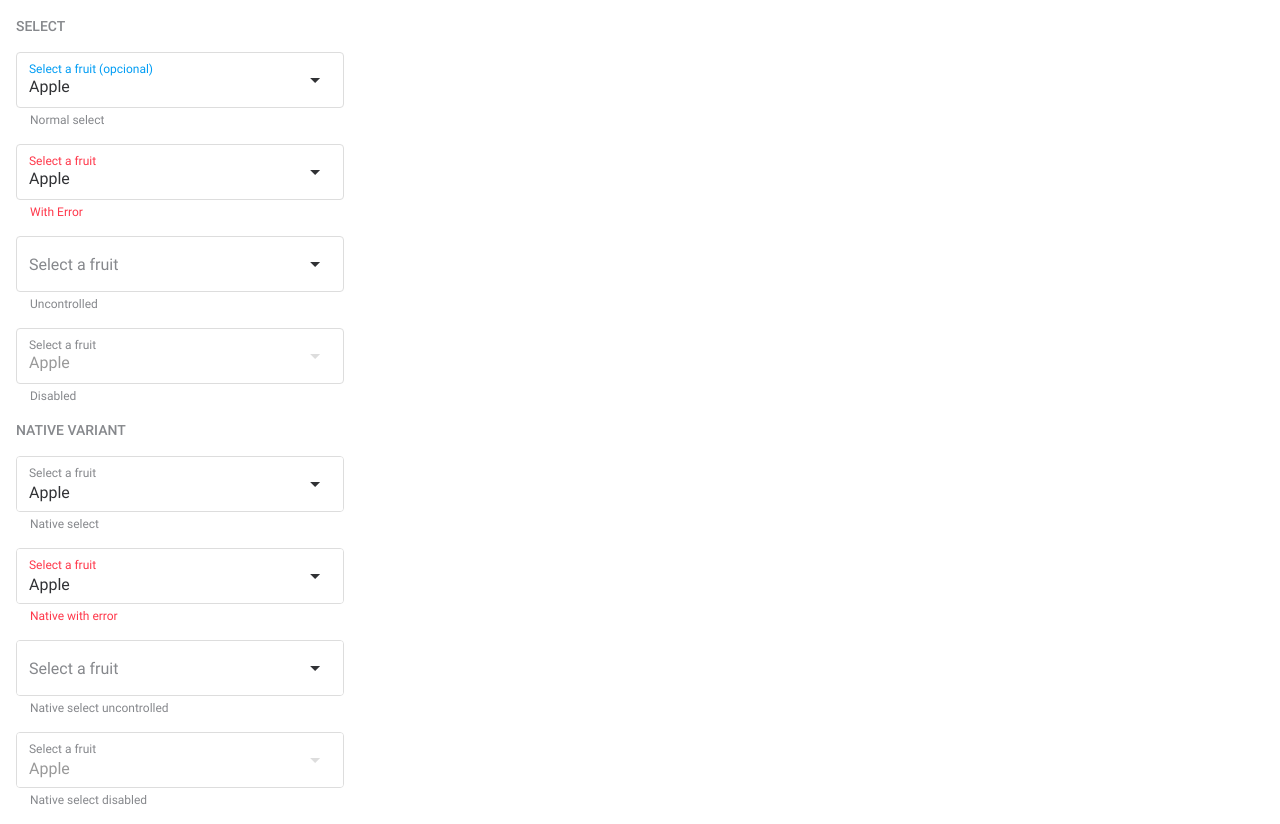 SELECT
Select a fruit (opcional)
Apple
Normal select
Select a fruit
Apple
With Error
Select a fruit
Uncontrolled
Select a fruit
Apple
Disabled
NATIVE VARIANT
Select a fruit
Apple
Native select
Select a fruit
Apple
Native with error
Select a fruit
Native select uncontrolled
Select a fruit
Apple
Native select disabled